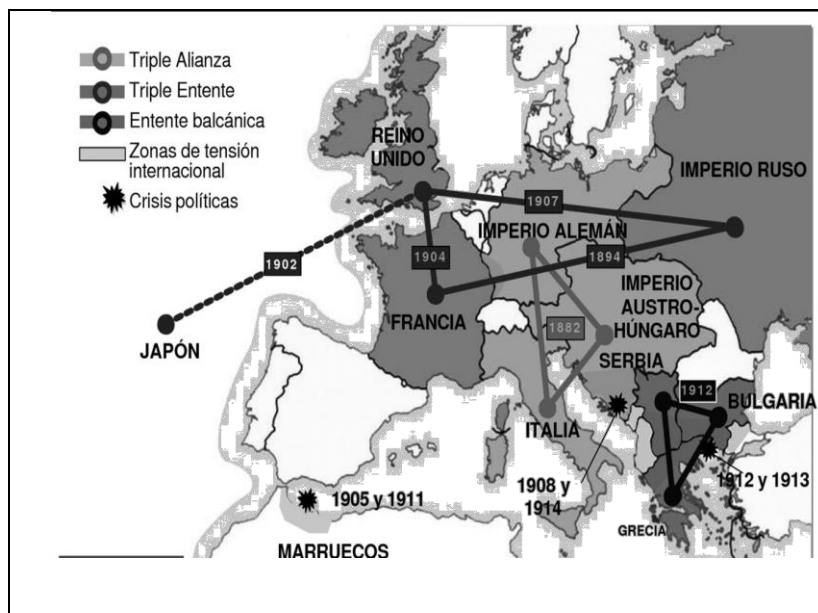 Triple Alianza
Triple Entente
Entente balcánica
Zonas de tensión
internacional
Crisis políticas
REINO
UNIDO
IMPERIO RUSO
1907
IMPERIO ALEMÁN
1902
1904
1894
IMPERIO
AUSTRO-
HÚNGARO
FRANCIA
1882
JAPÓN
SERBIA
1912
BULGARIA
ITALIA
1905 y 1911
1908 y
1914
1912 y 1913
GRECIA
MARRUECOS